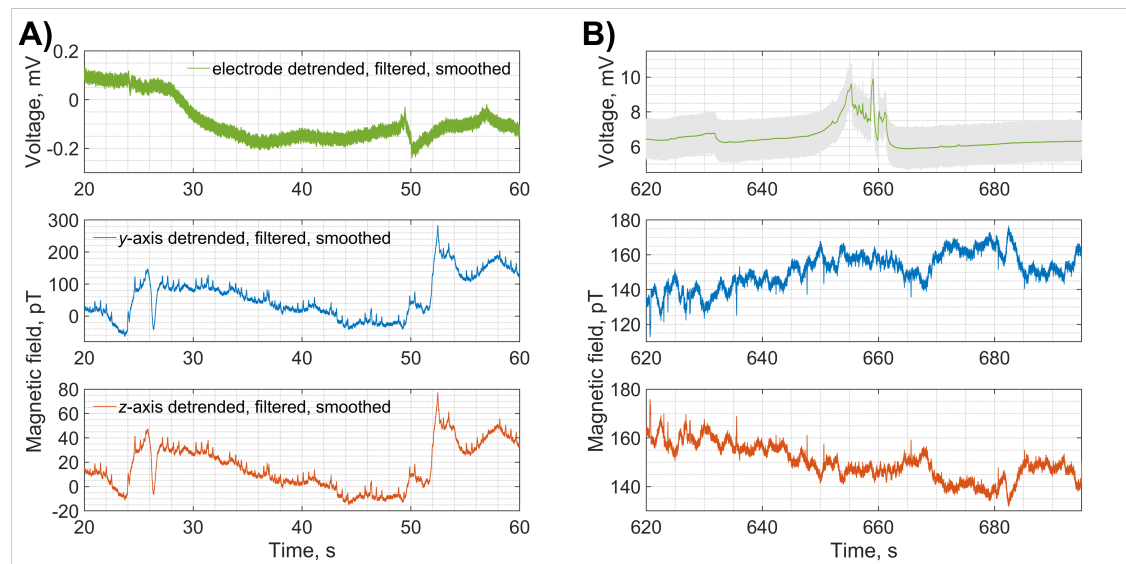 A)
0.2
0
-0.2
Voltage, mV
electrode detrended, filtered, smoothed
20 30 40 50 60
300
200
100
0
y-axis detrended, filtered, smoothed
20 30 40 50 60
Magnetic field, pT
80
60
40
20
0
-20
z-axis detrended, filtered, smoothed
20 30 40 50 60
Time, s
B)
10
8
6
Voltage, mV
620 640 660 680
180
160
140
120
620 640 660 680
Magnetic field, pT
180
160
140
620 640 660 680
Time, s